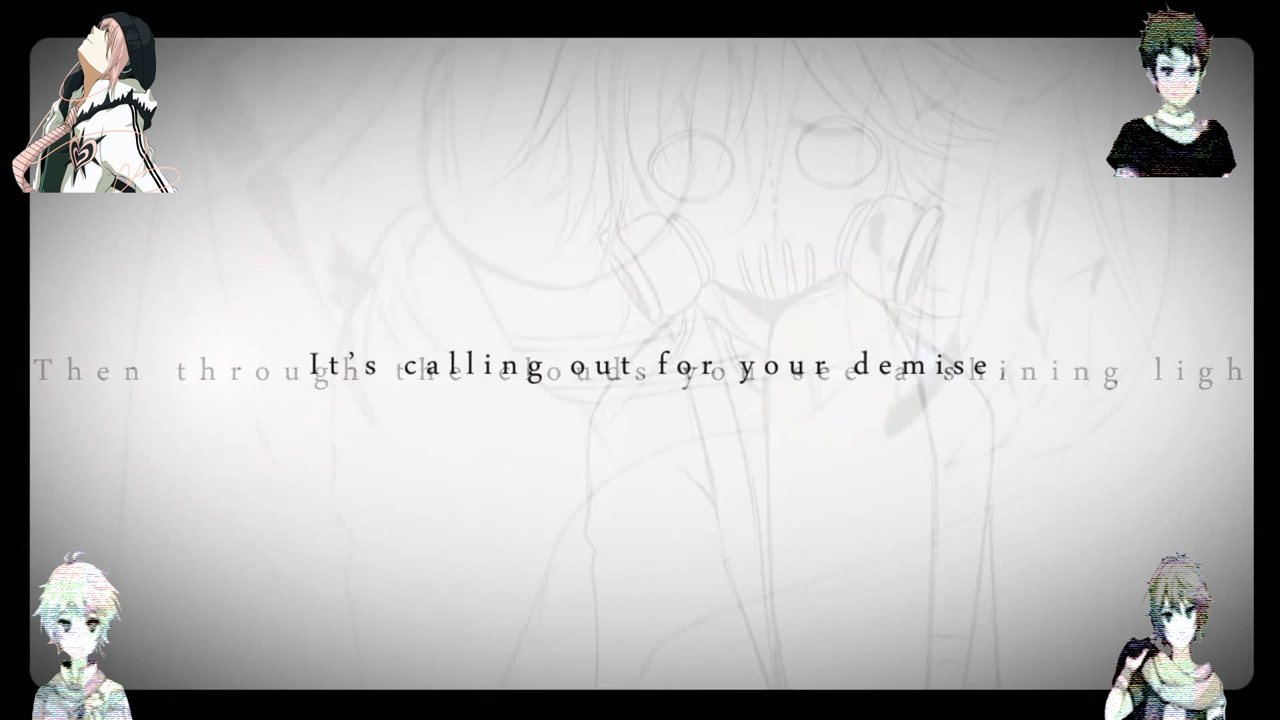 It's calling out for your demise.
Then through the clouds you see a shining ligh